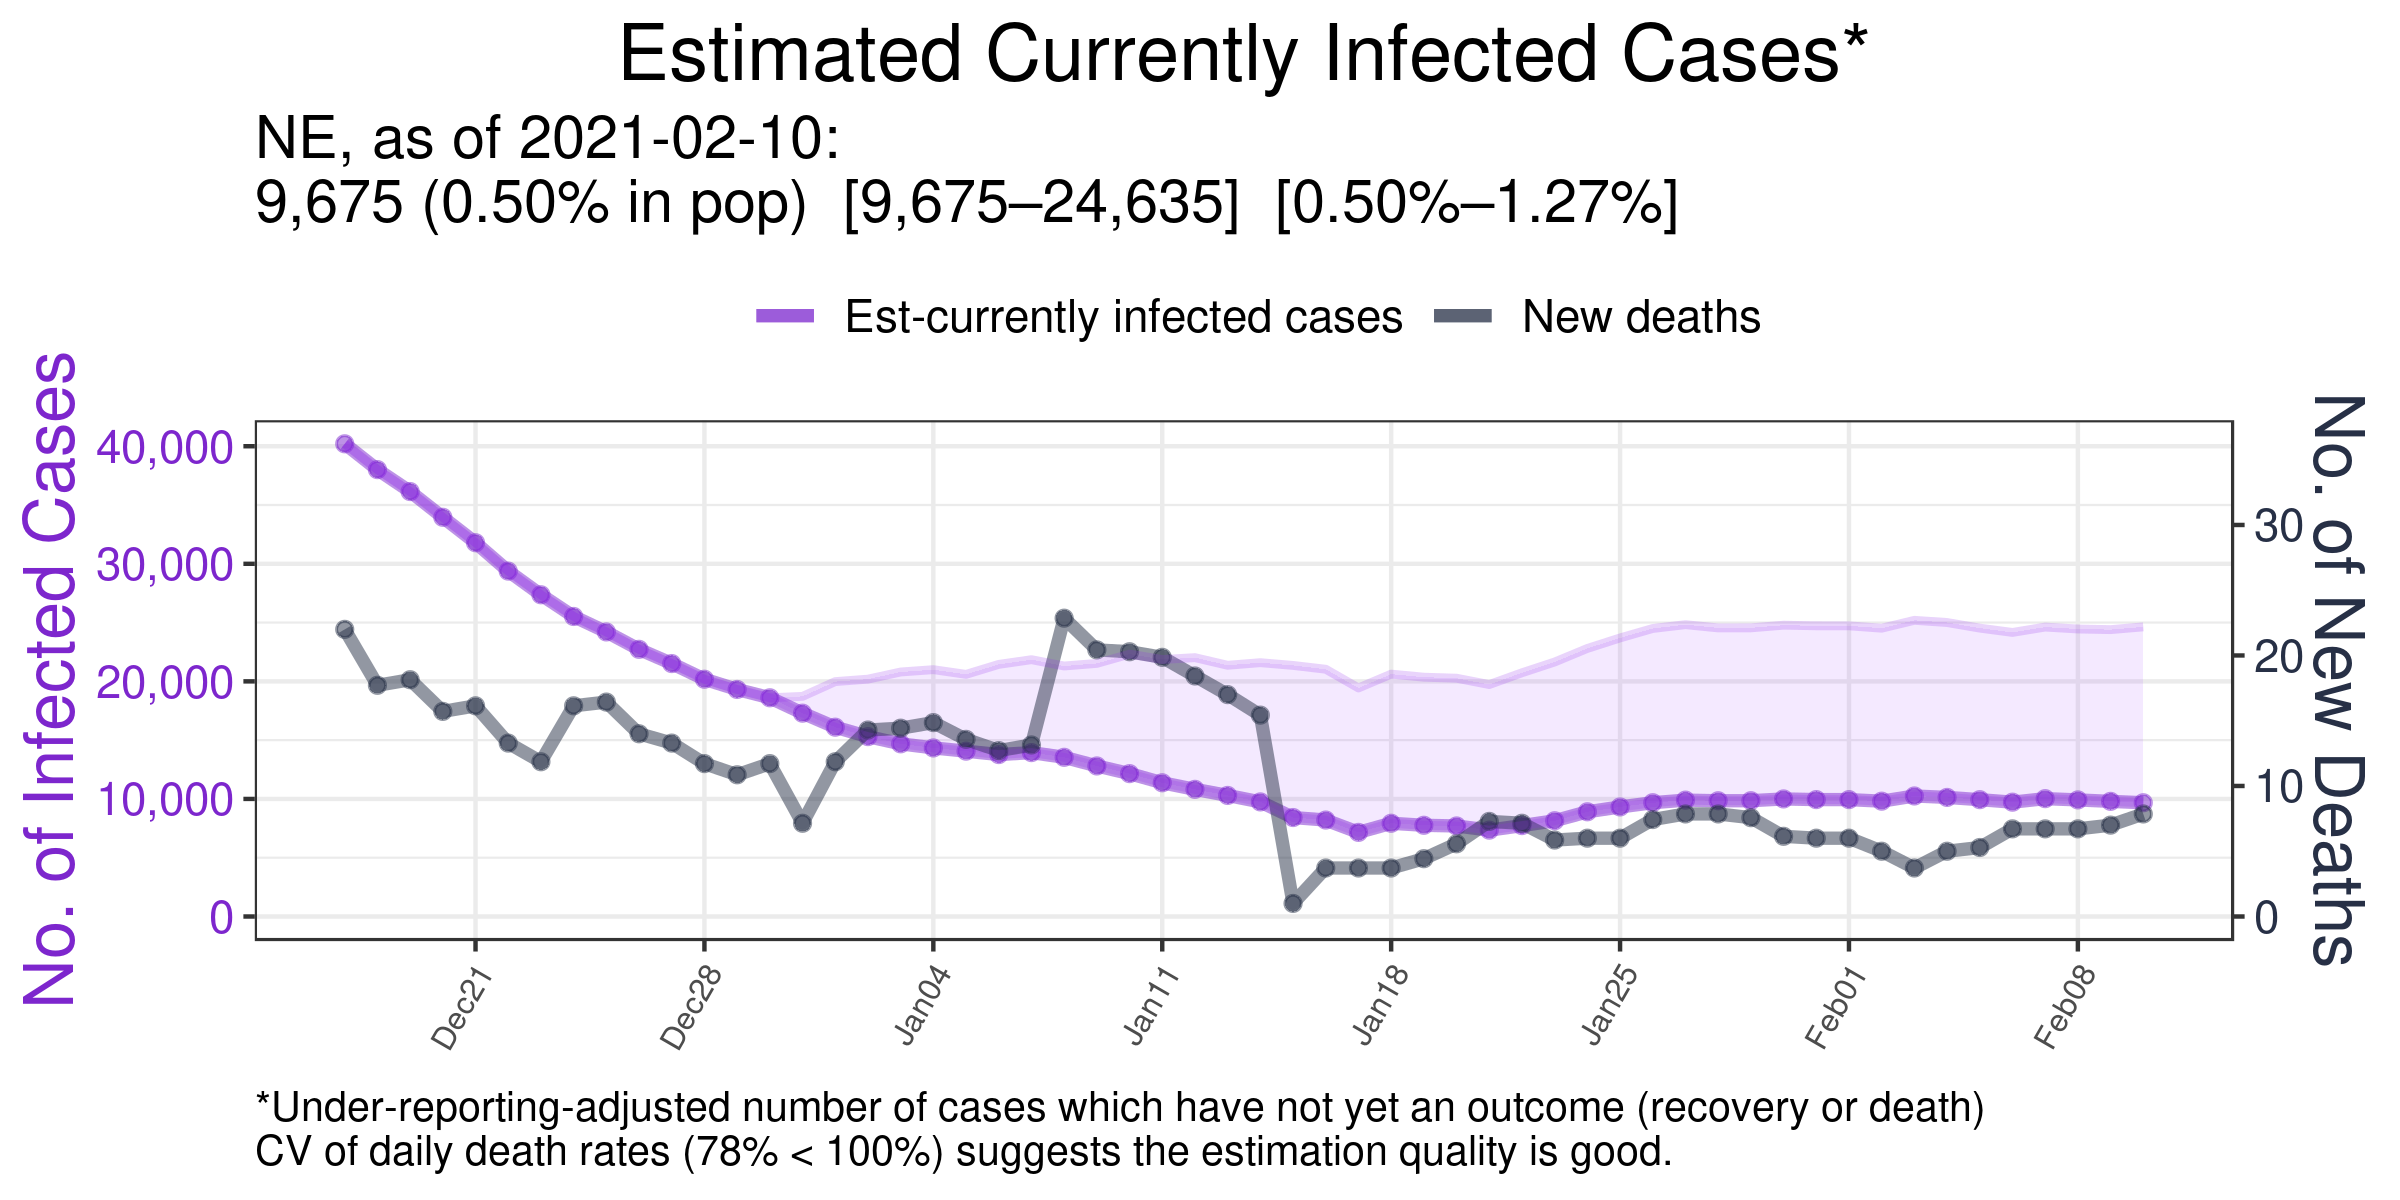 Estimated Currently Infected Cases*
NE, as of 2021-02-10:
9,675 (0.50% in pop)  [9,675–24,635]  [0.50%–1.27%]
Est-currently infected cases
New deaths
No. of Infected Cases
40,000
30,000
20,000
10,000
0
No. of New Deaths
30
20
10
0
Dec21
Dec28
Jan04
Jan11
Jan18
Jan25
Feb01
Feb08
*Under-reporting-adjusted number of cases which have not yet an outcome (recovery or death)
CV of daily death rates (78% < 100%) suggests the estimation quality is good.